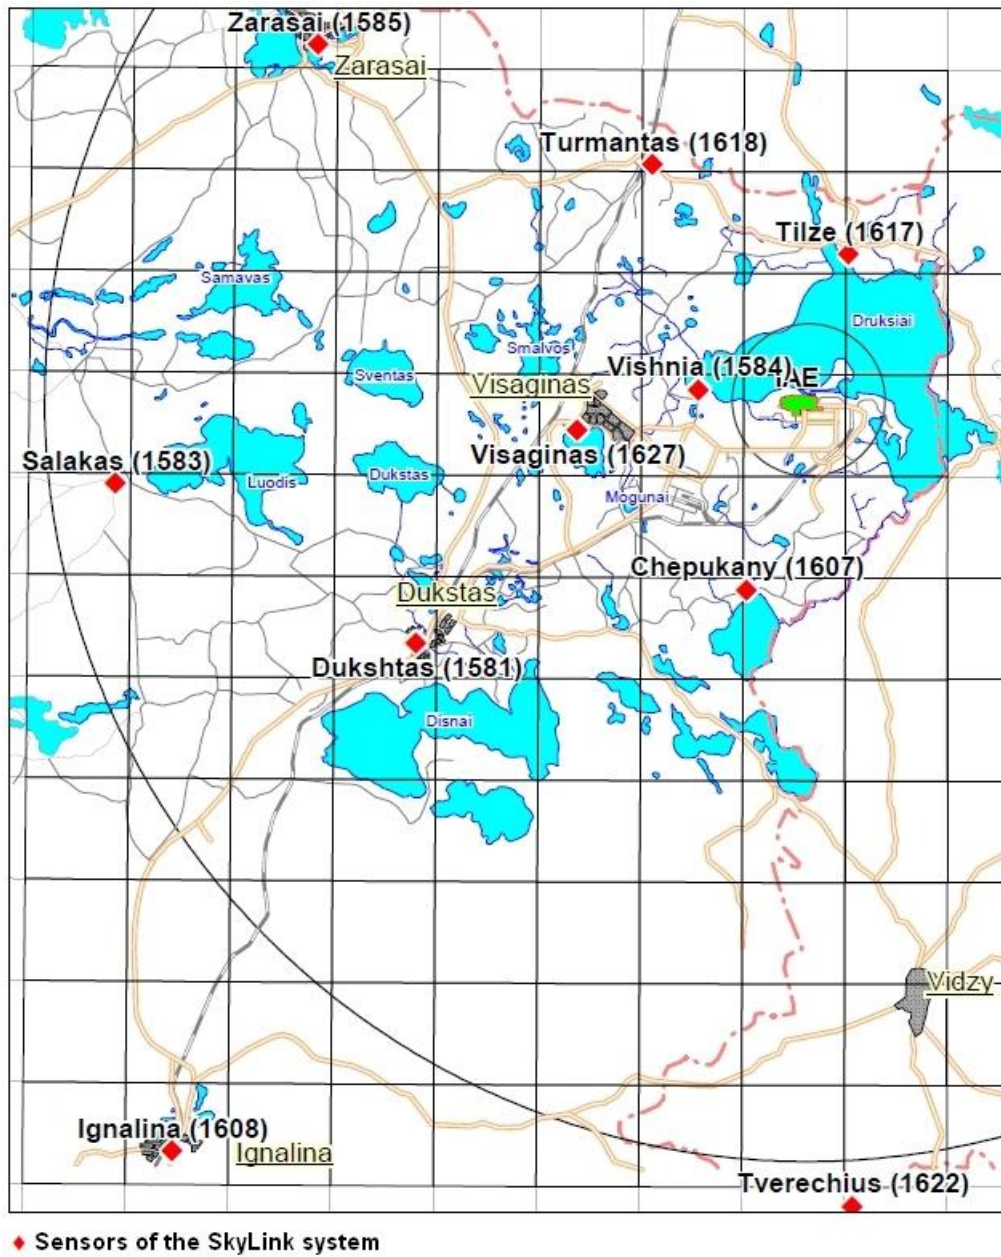 Zarasai (1585)
Zarasai
Turmantas (1618)
Tilze (1617)
Samavas
Druksiai
Smalvos
Sventas
Vishnia (1584)
IAE
Visaginas
Visaginas (1627)
Salakas (1583)
Luodis
Dukstas
Mogunai
Chepukany (1607)
Dukstas
Dukshtas (1581)
Disnai
Vidzy
Ignalina (1608)
Ignalina
Tverechius (1622)
Sensors of the SkyLink system